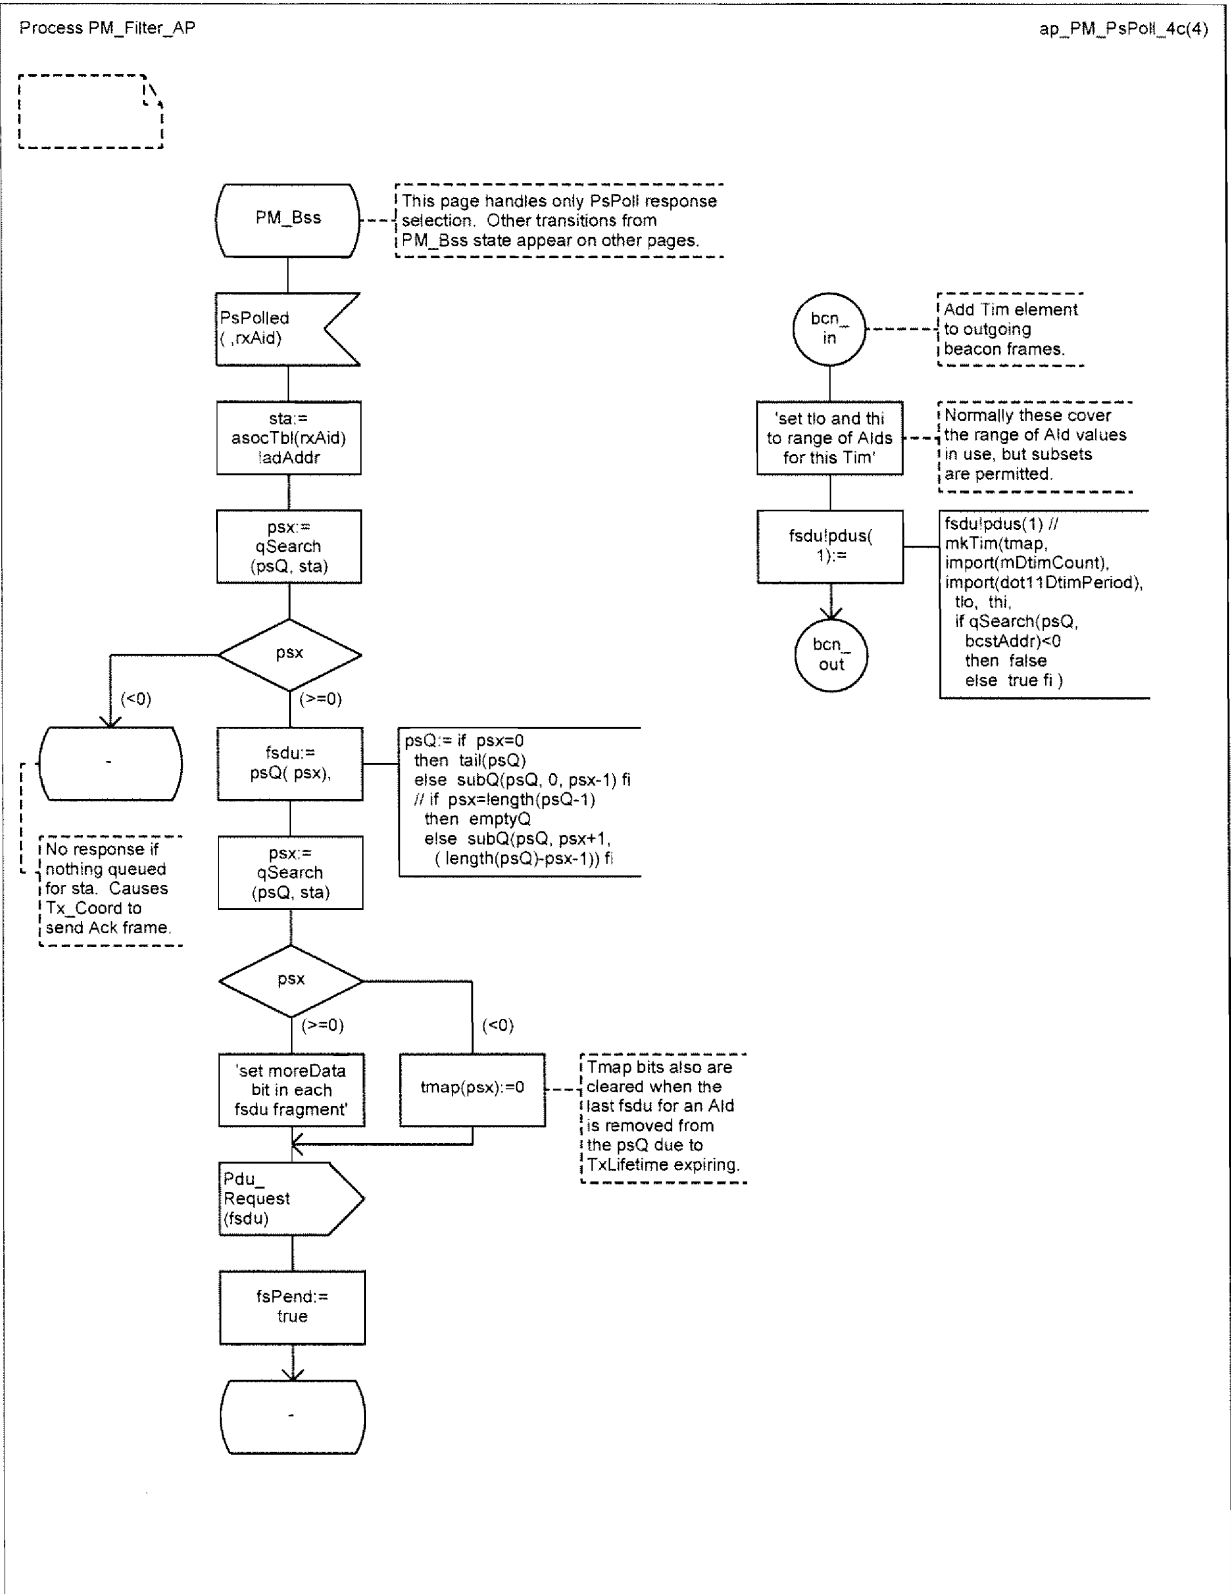 Process PM_Filter_AP
ap_PM_PsPoll_4c(4)
PM_Bss
This page handles only PsPoll response
selection. Other transitions from
PM_Bss state appear on other pages.
PsPolled
( ,rxAid)
sta:=
asocTbl(rxAid)
!adAddr
psx:=
qSearch
(psQ, sta)
psx
(<0)
(>=0)
-
No response if
nothing queued
for sta. Causes
Tx_Coord to
send Ack frame.
fsdu:=
psQ( psx),
psQ:= if psx=0
then tail(psQ)
else subQ(psQ, 0, psx-1) fi
// if psx=length(psQ-1)
then emptyQ
else subQ(psQ, psx+1,
( length(psQ)-psx-1)) fi
psx:=
qSearch
(psQ, sta)
psx
(>=0)
(<0)
'set moreData
bit in each
fsdu fragment'
tmap(psx):=0
Tmap bits also are
cleared when the
last fsdu for an AId
is removed from
the psQ due to
TxLifetime expiring.
Pdu_
Request
(fsdu)
fsPend:=
true
-
bcn_
in
Add Tim element
to outgoing
beacon frames.
'set tlo and thi
to range of AIds
for this Tim'
Normally these cover
the range of AId values
in use, but subsets
are permitted.
fsdu!pdus(
1):=
fsdu!pdus(1) //
mkTim(tmap,
import(mDtimCount),
import(dot11DtimPeriod),
tlo, thi,
if qSearch(psQ,
bcstAddr)<0
then false
else true fi )
bcn_
out